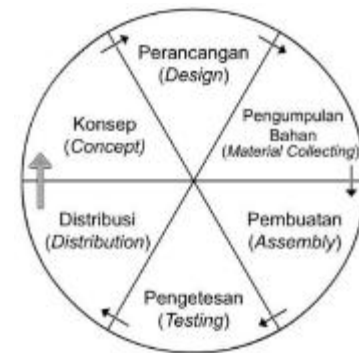 Perancangan
(Design)
Pengumpulan
Bahan
(Material Collecting)
Konsep
(Concept)
Distribusi
(Distribution)
Pembuatan
(Assembly)
Pengetesan
(Testing)